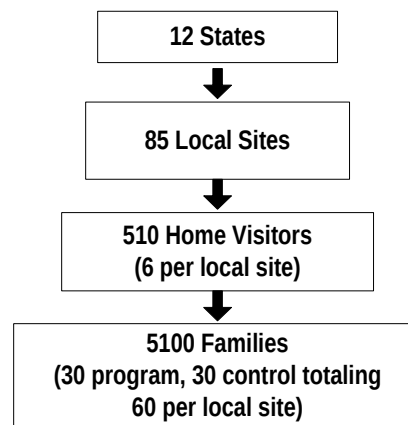 12 States
85 Local Sites
510 Home Visitors
(6 per local site)
5100 Families
(30 program, 30 control totaling
60 per local site)